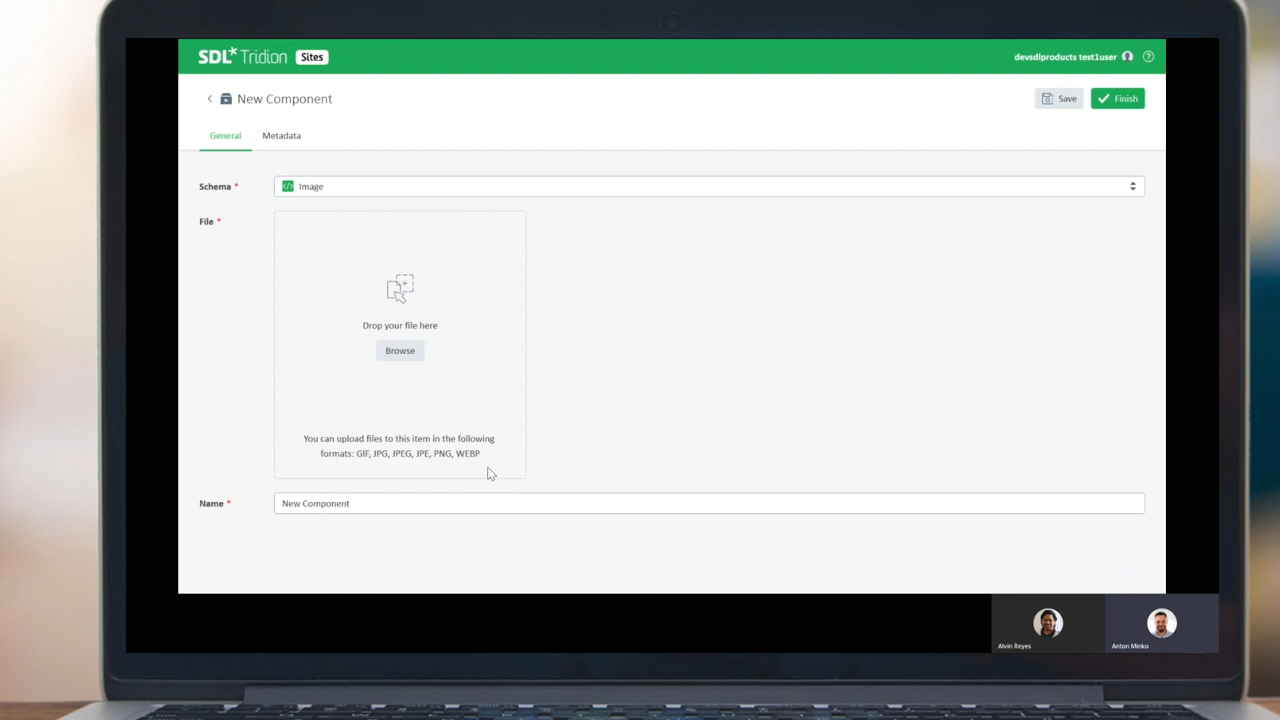 SDL* Tridion Sites
devsdlproducts test1user
New Component
Save
Finish
General
Metadata
Schema *
Image
File *
Drop your file here
Browse
You can upload files to this item in the following
formats: GIF, JPG, JPEG, JPE, PNG, WEBP
Name *
New Component
Alvin Reyes
Anton Minko